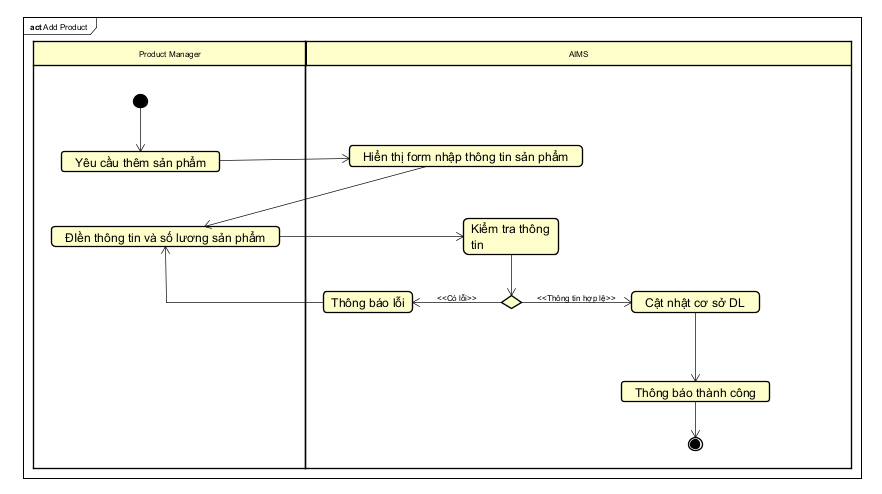 act Add Product
Product Manager
AIMS
Yêu cầu thêm sản phẩm
Hiển thị form nhập thông tin sản phẩm
ĐIền thông tin và số lương sản phẩm
Kiểm tra thông
tin
Thông báo lỗi
<<Có lỗi>>
<<Thông tin hợp lệ>>
Cật nhật cơ sở DL
Thông báo thành công